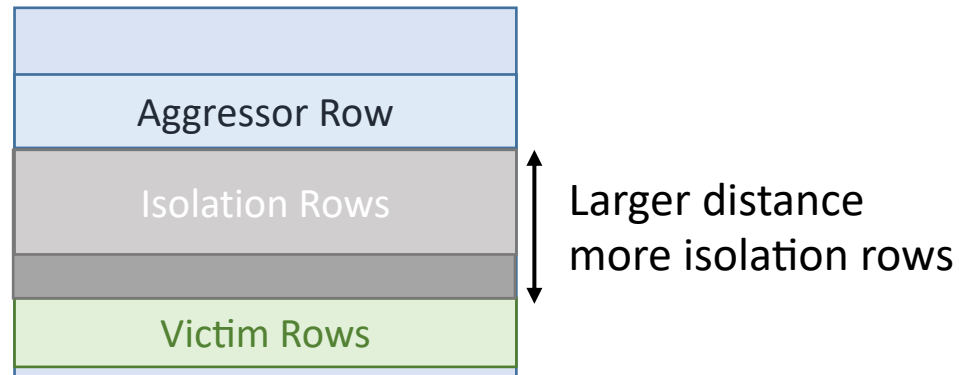 Aggressor Row
Isolation Rows
Larger distance
more isolation rows
Victim Rows